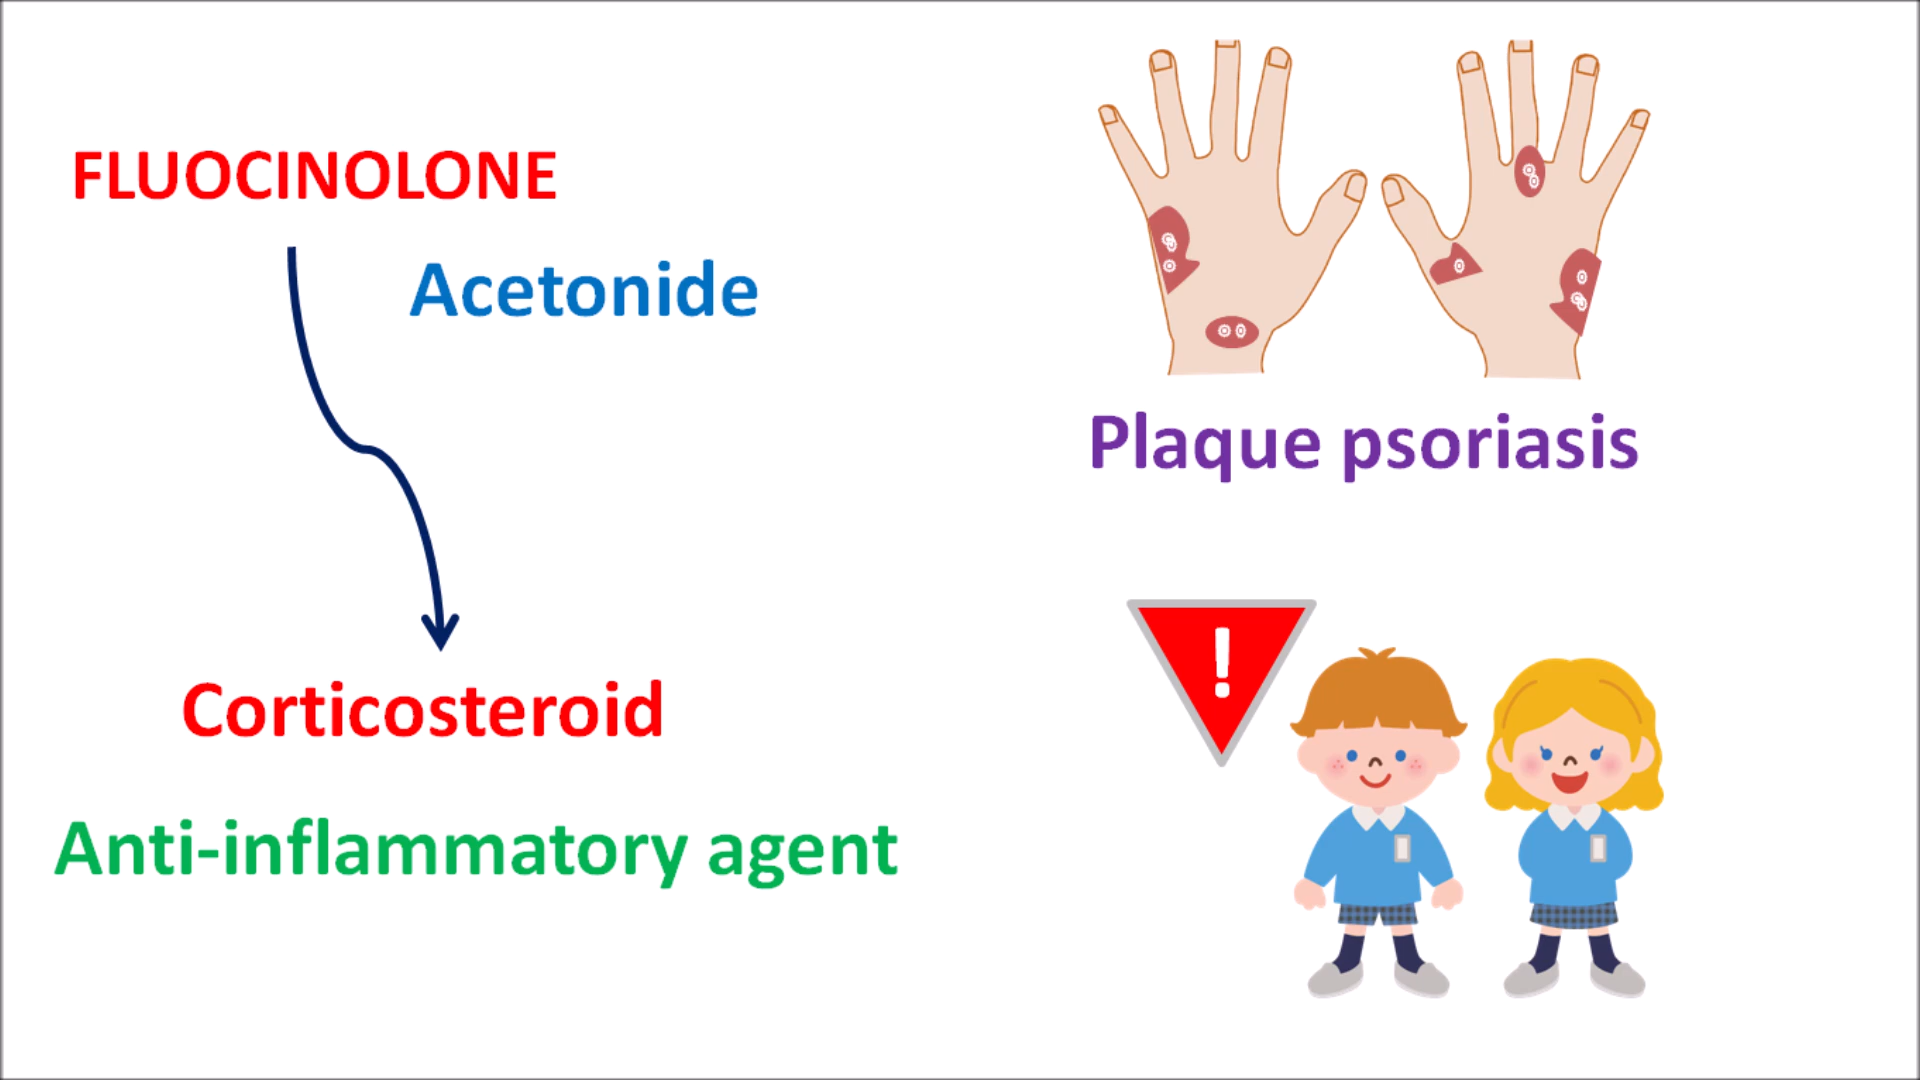 FLUOCINOLONE
Acetonide
Corticosteroid
Anti-inflammatory agent
Plaque psoriasis
!